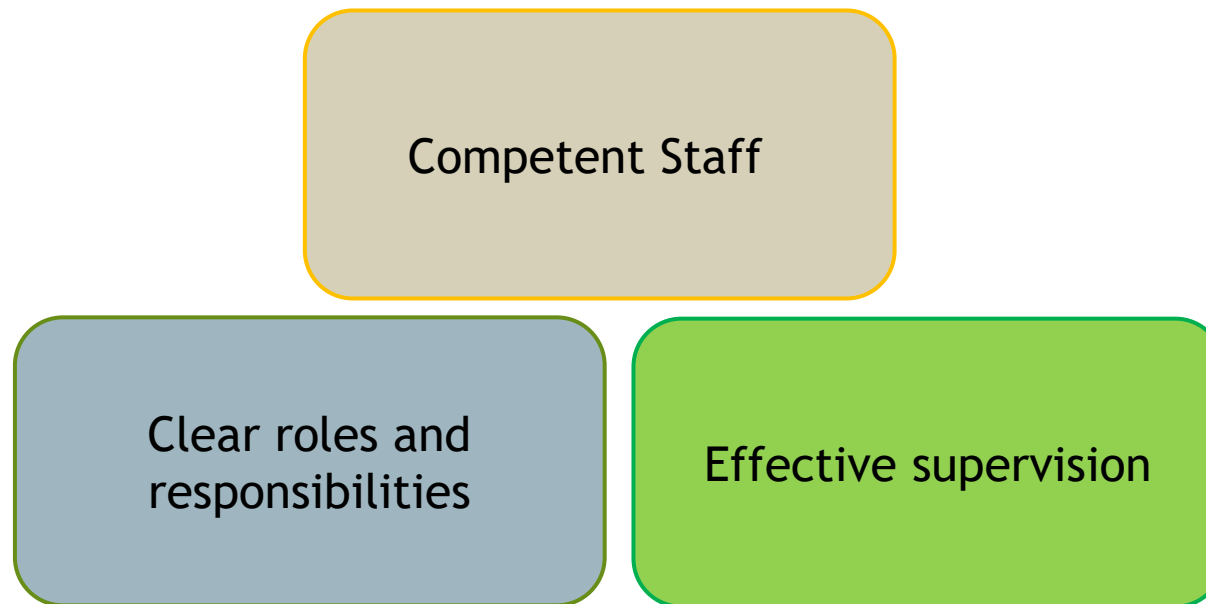 Competent Staff
Clear roles and
responsibilities
Effective supervision